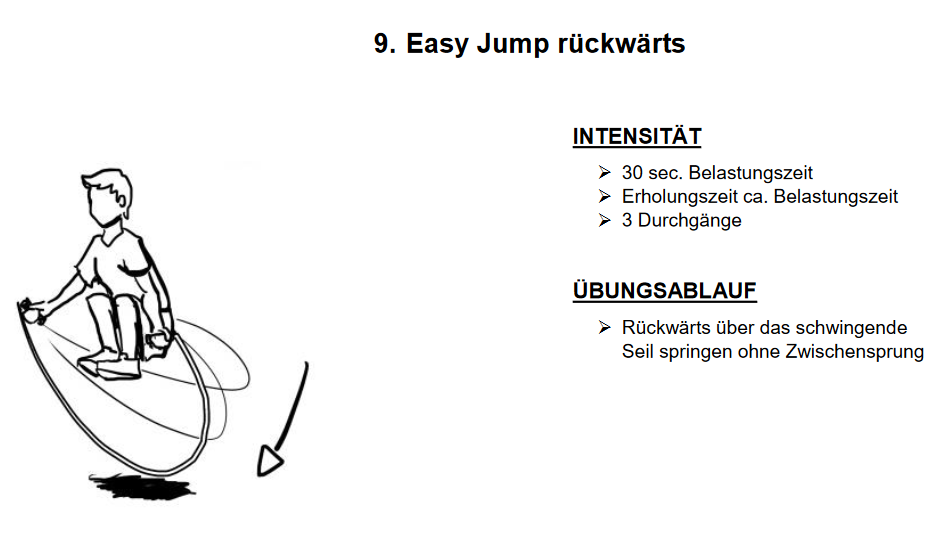 9. Easy Jump rückwärts
INTENSITÄT
➢ 30 sec. Belastungszeit
➢ Erholungszeit ca. Belastungszeit
➢ 3 Durchgänge
ÜBUNGSABLAUF
➢ Rückwärts über das schwingende
Seil springen ohne Zwischensprung